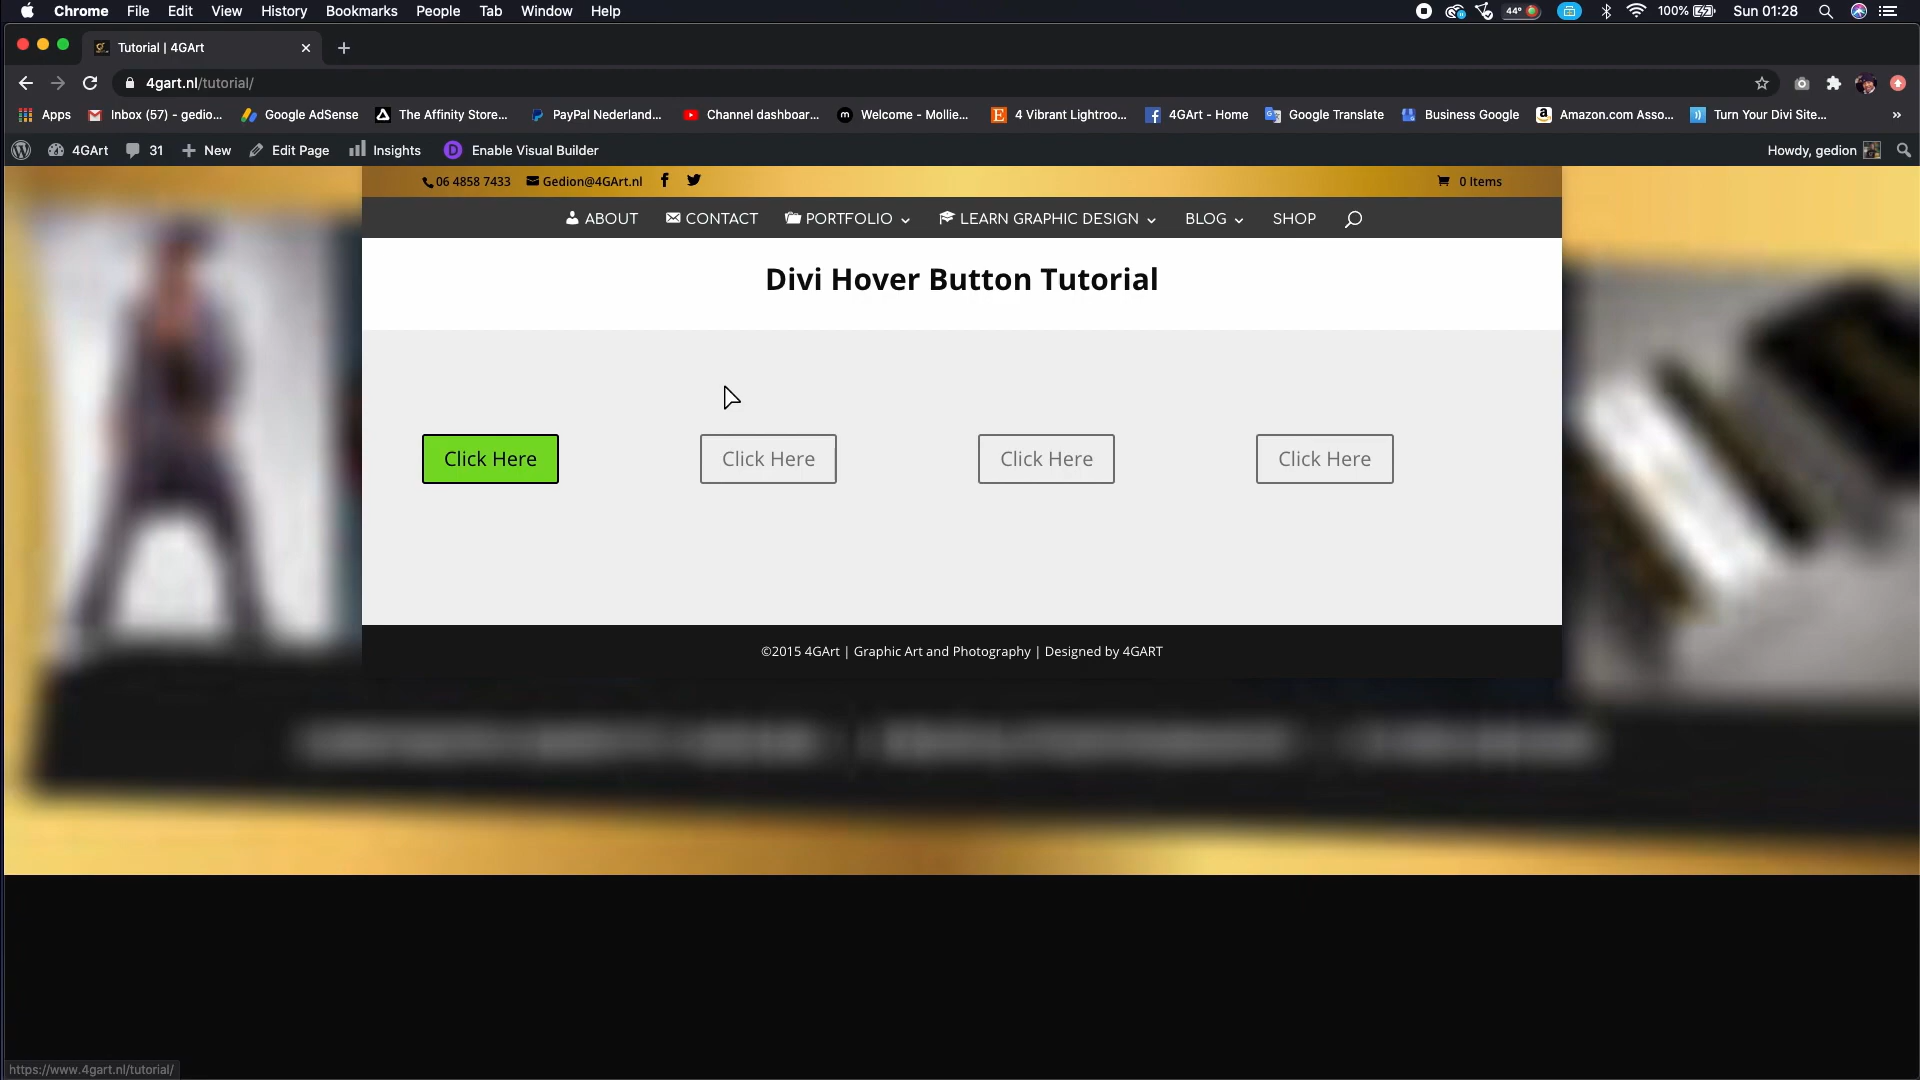 Chrome File Edit View History Bookmarks People Tab Window Help 44° 100% Sun 01:28
Tutorial | 4GArt
4gart.nl/tutorial/
Apps Inbox (57) - gedio... Google AdSense The Affinity Store... PayPal Nederland... Channel dashboar... Welcome - Mollie... 4 Vibrant Lightroo... 4GArt - Home Google Translate Business Google Amazon.com Asso... Turn Your Divi Site... »
4GArt 31 New Edit Page Insights Enable Visual Builder Howdy, gedion
06 4858 7433 Gedion@4GArt.nl 0 Items
ABOUT CONTACT PORTFOLIO LEARN GRAPHIC DESIGN BLOG SHOP
Divi Hover Button Tutorial
Click Here Click Here Click Here Click Here
©2015 4GArt | Graphic Art and Photography | Designed by 4GART
https://www.4gart.nl/tutorial/